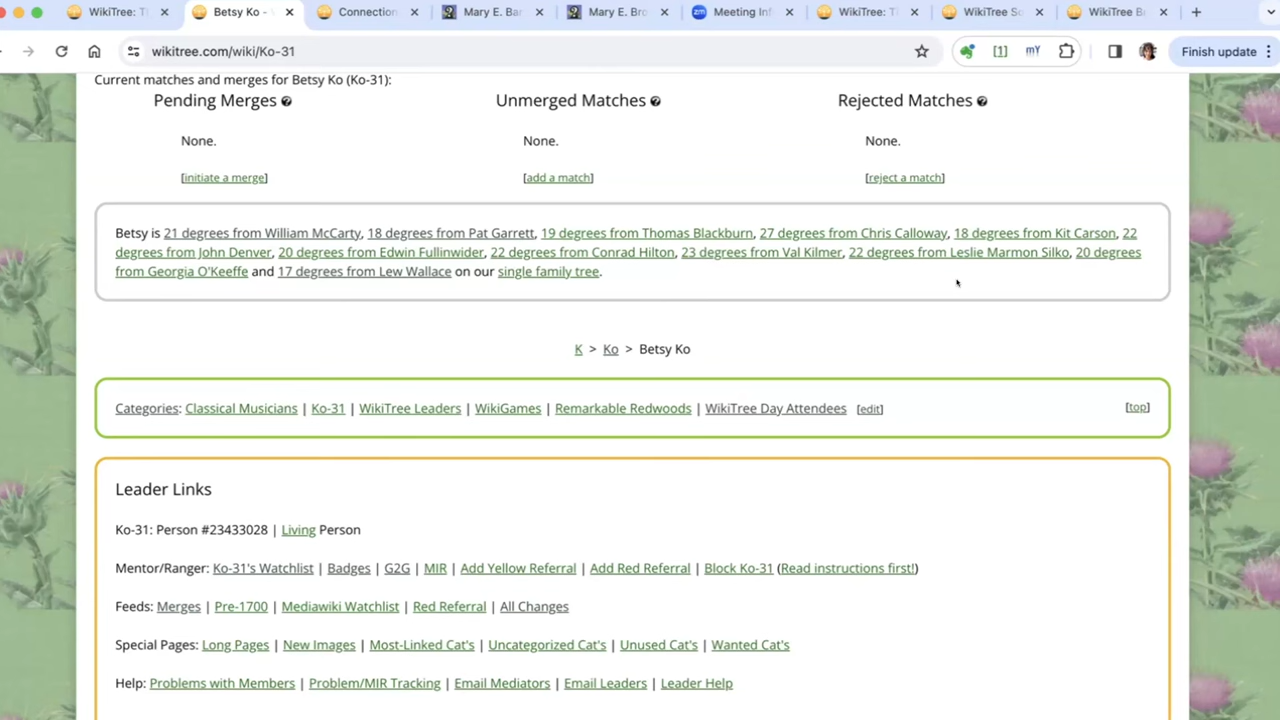 WikiTree: T
Betsy Ko -
Connection
Mary E. Bar
Mary E. Bro
Meeting Inf
WikiTree: T
WikiTree So
WikiTree B
wikitree.com/wiki/Ko-31
[1]
mY
Finish update
Current matches and merges for Betsy Ko (Ko-31):
Pending Merges
Unmerged Matches
Rejected Matches
None.
None.
None.
[initiate a merge]
[add a match]
[reject a match]
Betsy is 21 degrees from William McCarty, 18 degrees from Pat Garrett, 19 degrees from Thomas Blackburn, 27 degrees from Chris Calloway, 18 degrees from Kit Carson, 22
degrees from John Denver, 20 degrees from Edwin Fullinwider, 22 degrees from Conrad Hilton, 23 degrees from Val Kilmer, 22 degrees from Leslie Marmon Silko, 20 degrees
from Georgia O'Keeffe and 17 degrees from Lew Wallace on our single family tree.
K > Ko > Betsy Ko
Categories: Classical Musicians | Ko-31 | WikiTree Leaders | WikiGames | Remarkable Redwoods | WikiTree Day Attendees [edit]
[top]
Leader Links
Ko-31: Person #23433028 | Living Person
Mentor/Ranger: Ko-31's Watchlist | Badges | G2G | MIR | Add Yellow Referral | Add Red Referral | Block Ko-31 (Read instructions first!)
Feeds: Merges | Pre-1700 | Mediawiki Watchlist | Red Referral | All Changes
Special Pages: Long Pages | New Images | Most-Linked Cat's | Uncategorized Cat's | Unused Cat's | Wanted Cat's
Help: Problems with Members | Problem/MIR Tracking | Email Mediators | Email Leaders | Leader Help